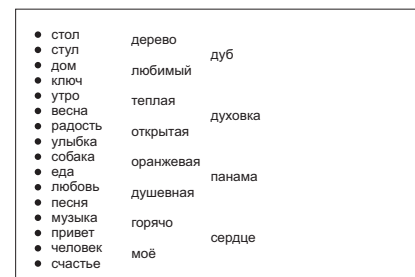 стол
стул
дом
ключ
утро
весна
радость
улыбка
собака
еда
любовь
песня
музыка
привет
человек
счастье
дерево
любимый
теплая
открытая
оранжевая
душевная
горячо
моё
дуб
духовка
панама
сердце